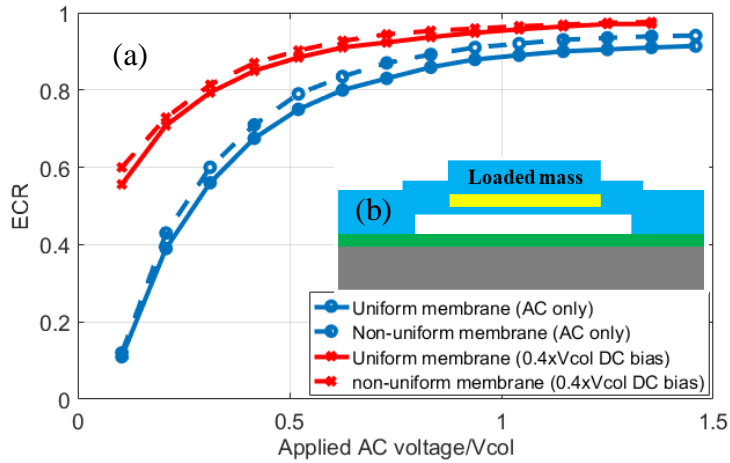 1
(a)
0.8
0.6
Loaded mass
(b)
ECR
0.4
Uniform membrane (AC only)
Non-uniform membrane (AC only)
Uniform membrane (0.4xVcol DC bias)
non-uniform membrane (0.4xVcol DC bias)
0.2
0
0 0.5 1 1.5
Applied AC voltage/Vcol